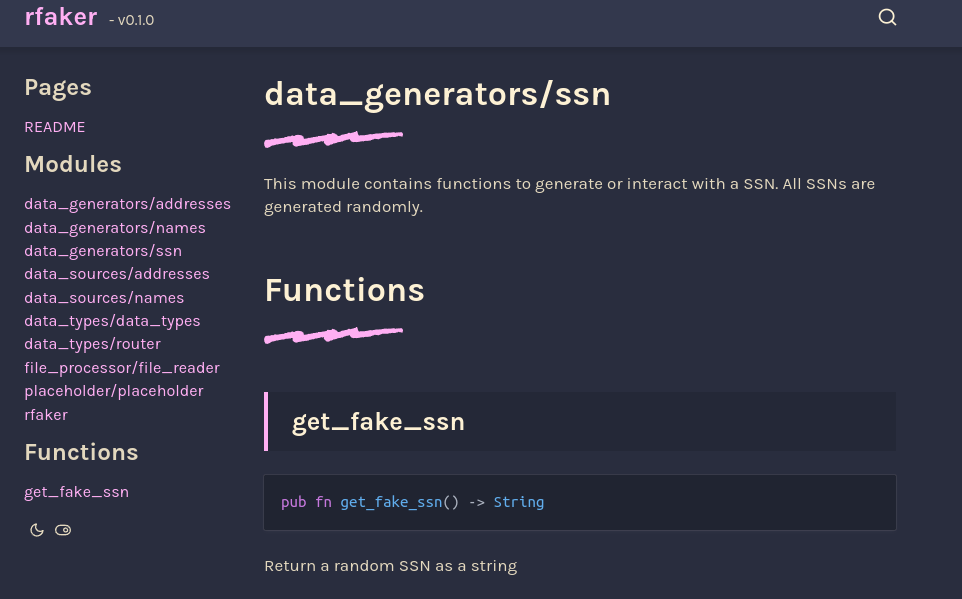 rfaker - v0.1.0
Pages
README
Modules
data_generators/addresses
data_generators/names
data_generators/ssn
data_sources/addresses
data_sources/names
data_types/data_types
data_types/router
file_processor/file_reader
placeholder/placeholder
rfaker
Functions
get_fake_ssn
data_generators/ssn
This module contains functions to generate or interact with a SSN. All SSNs are
generated randomly.
Functions
get_fake_ssn
pub fn get_fake_ssn() -> String
Return a random SSN as a string